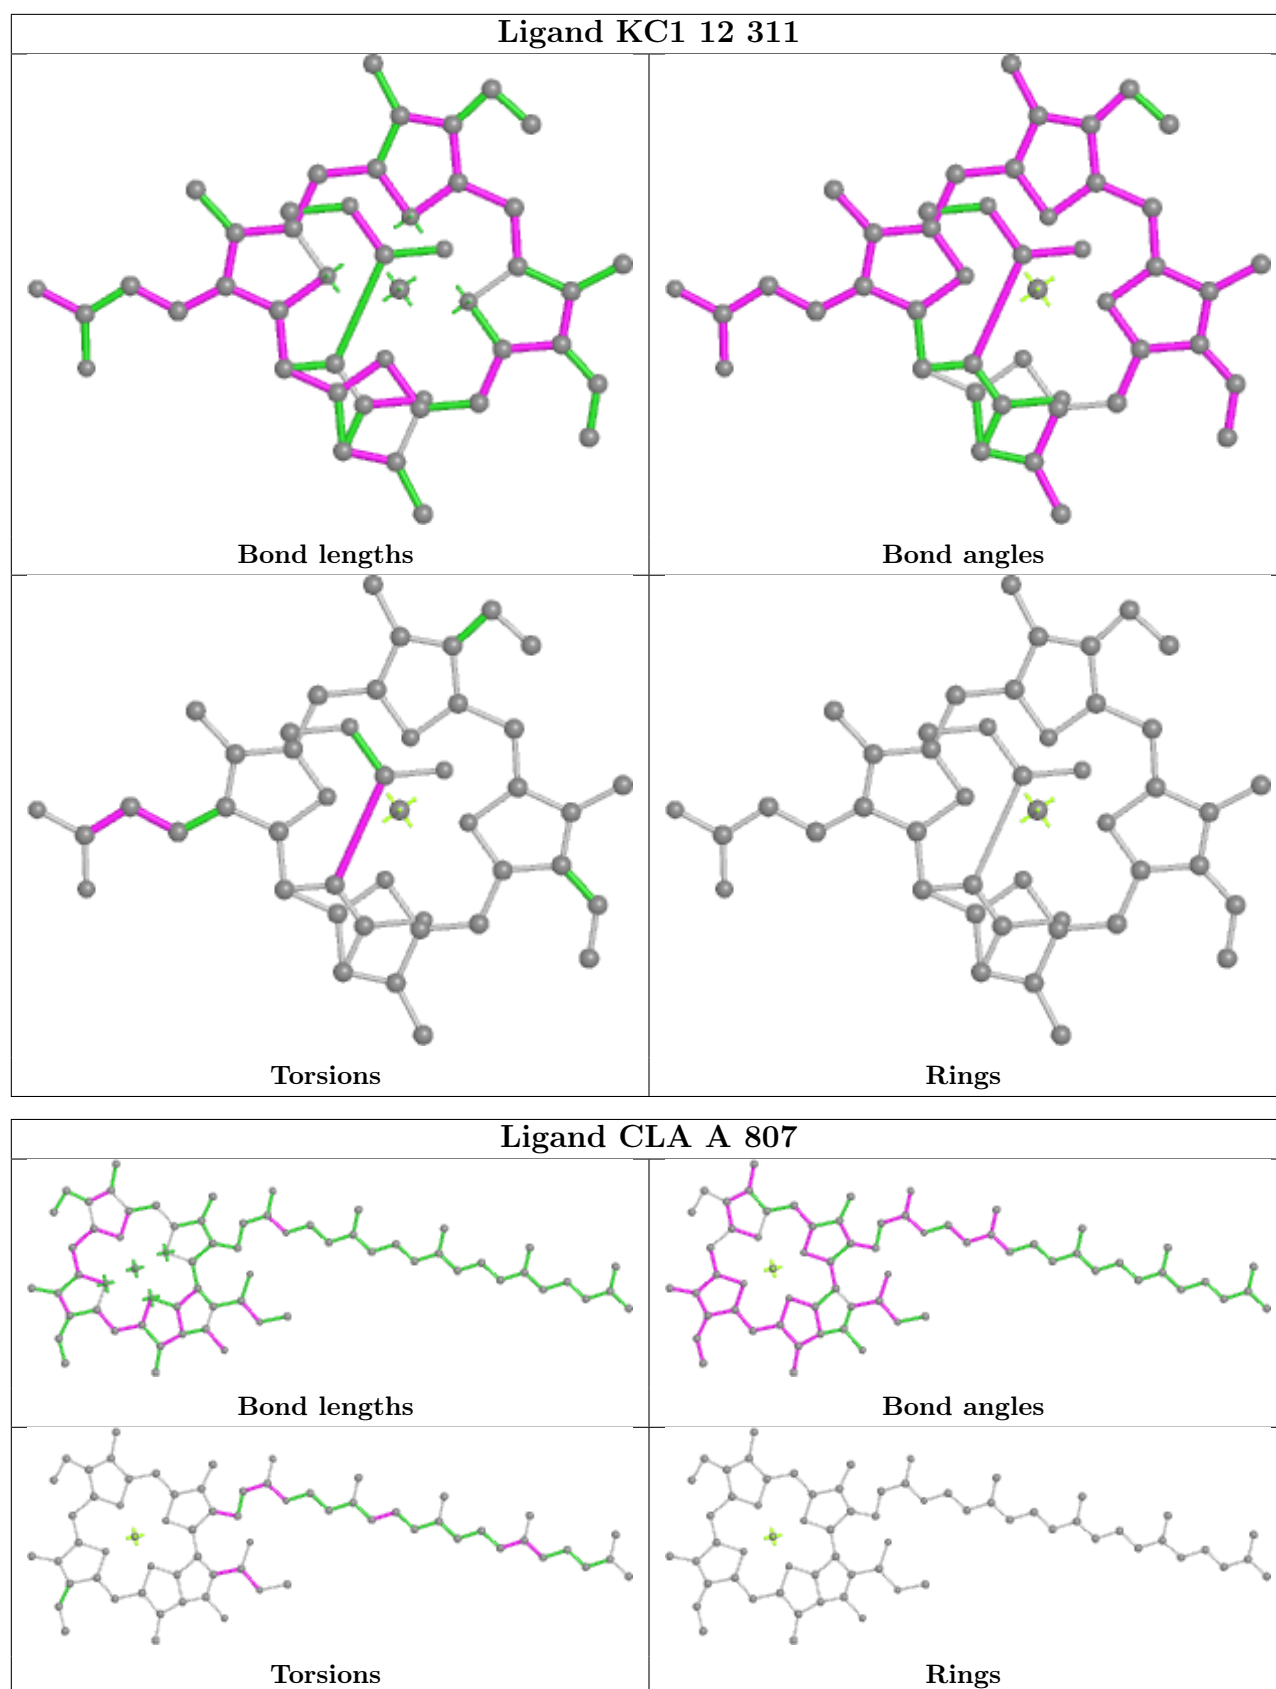 Ligand KC1 12 311
Bond lengths
Bond angles
Torsions
Rings
Ligand CLA A 807
Bond lengths
Bond angles
Torsions
Rings